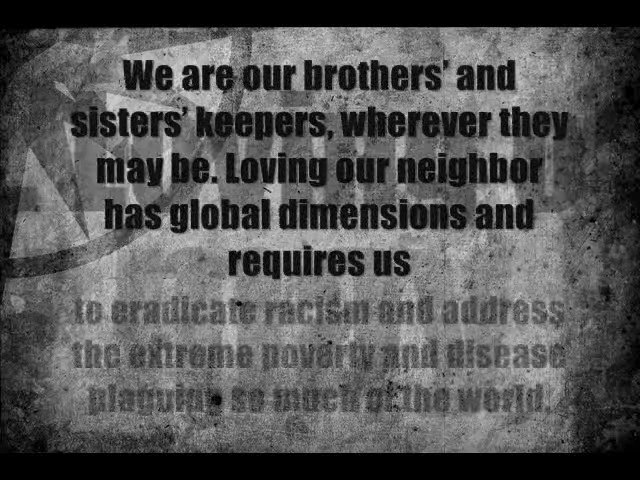 We are our brothers’ and
sisters’ keepers, wherever they
may be. Loving our neighbor
has global dimensions and
requires us
to eradicate racism and address
the extreme poverty and disease
plaguing so much of the world.